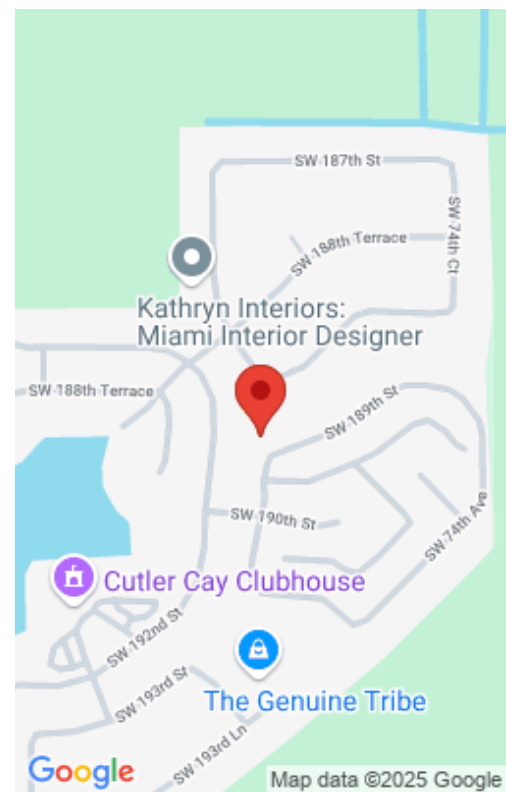 SW 187th St
SW 74th Ct
SW 188th Terrace
Kathryn Interiors:
Miami Interior Designer
SW 188th Terrace
SW 189th St
SW 190th St
SW 74th Ave
Cutler Cay Clubhouse
SW 192nd St
SW 193rd St
The Genuine Tribe
SW 193rd Ln
Google
Map data ©2025 Google